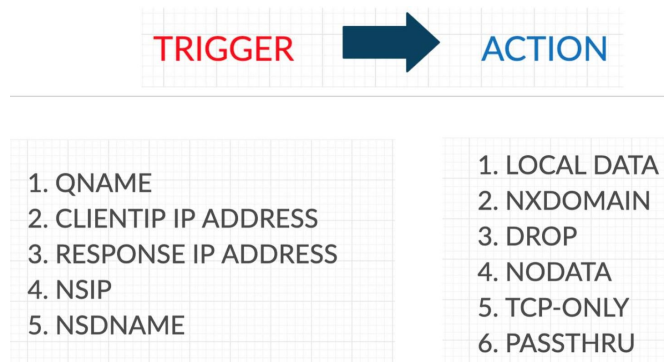 TRIGGER
ACTION
1. QNAME
2. CLIENTIP IP ADDRESS
3. RESPONSE IP ADDRESS
4. NSIP
5. NSDNAME
1. LOCAL DATA
2. NXDOMAIN
3. DROP
4. NODATA
5. TCP-ONLY
6. PASSTHRU